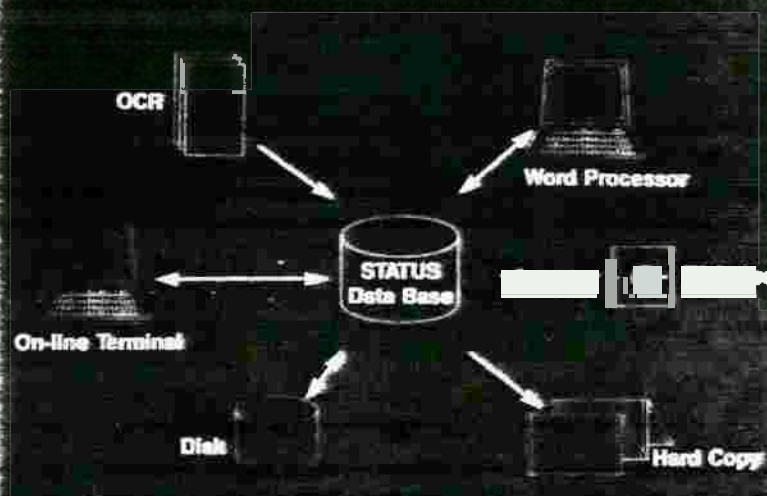 OCR
Word Processor
STATUS
Data Base
On-line Terminal
Disk
Hard Copy